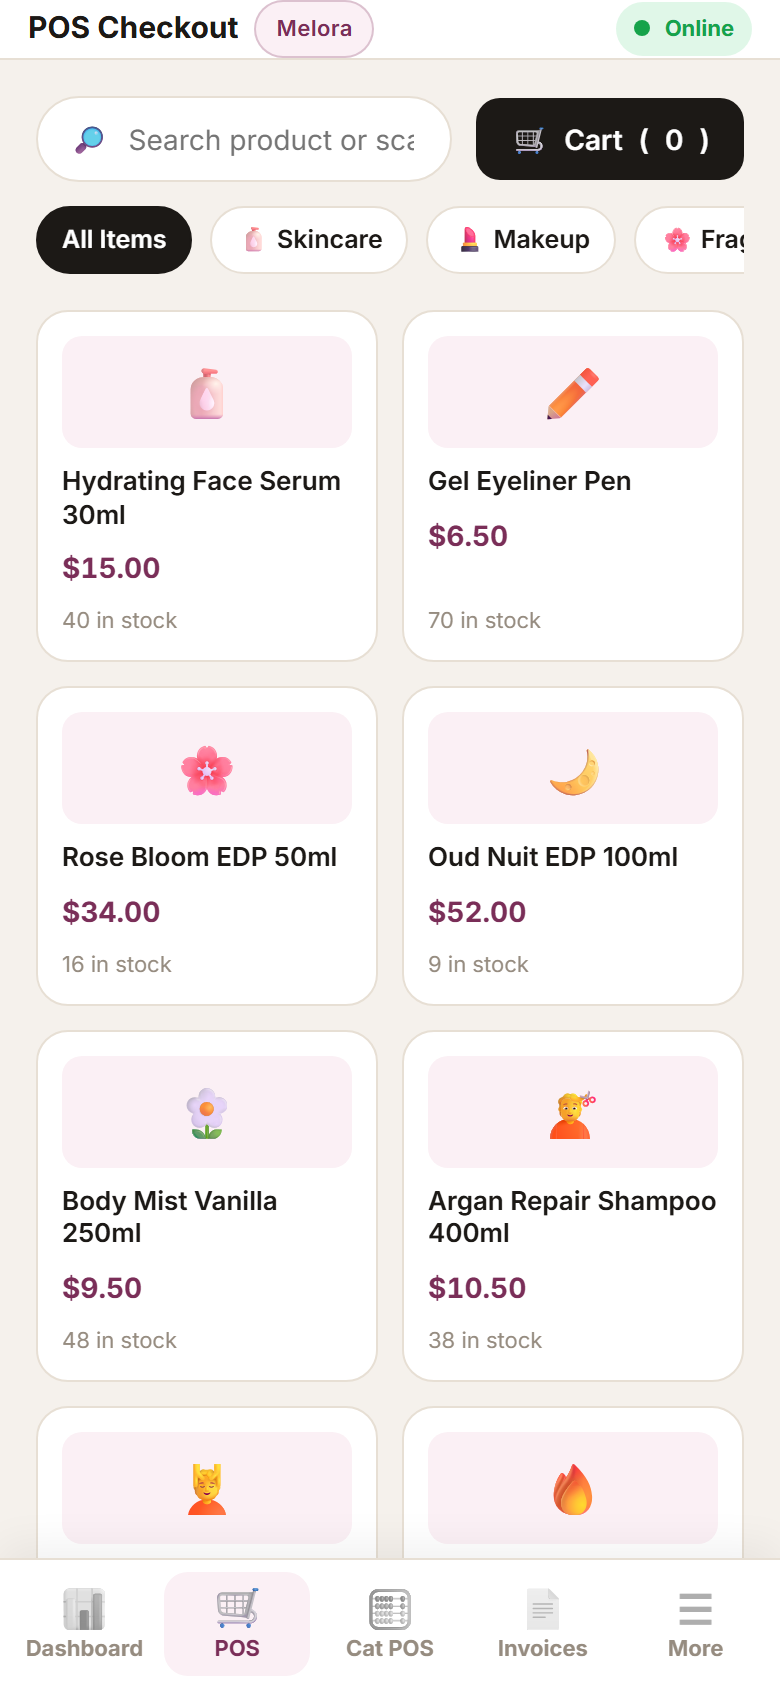 POS Checkout
Melora
Online
Search product or sca
Cart ( 0 )
All Items
Skincare
Makeup
Frag
Hydrating Face Serum
30ml
$15.00
40 in stock
Gel Eyeliner Pen
$6.50
70 in stock
Rose Bloom EDP 50ml
$34.00
16 in stock
Oud Nuit EDP 100ml
$52.00
9 in stock
Body Mist Vanilla
250ml
$9.50
48 in stock
Argan Repair Shampoo
400ml
$10.50
38 in stock
Dashboard
POS
Cat POS
Invoices
More